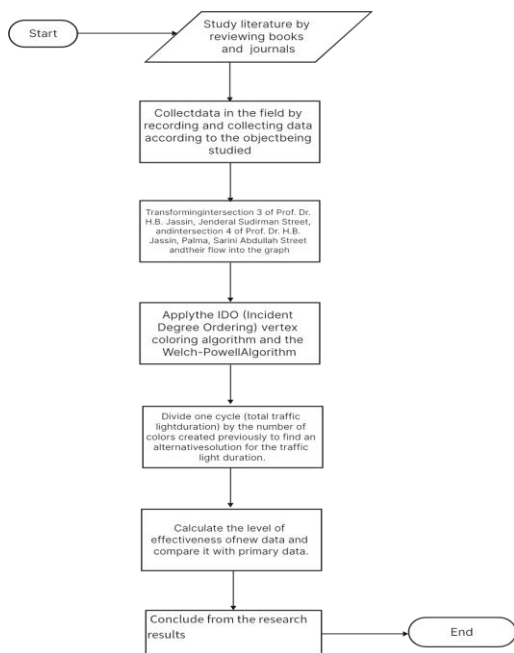 Start
Study literature by
reviewing books
and journals
Collectdata in the field by
recording and collecting data
according to the objectbeing
studied
Transformingintersection 3 of Prof. Dr.
H.B. Jassin, Jenderal Sudirman Street,
andintersection 4 of Prof. Dr. H.B.
Jassin, Palma, Sarini Abdullah Street
andtheir flow into the graph
Applythe IDO (Incident
Degree Ordering) vertex
coloring algorithm and the
Welch-PowellAlgorithm
Divide one cycle (total traffic
lightduration) by the number of
colors created previously to find an
alternativesolution for the traffic
light duration.
Calculate the level of
effectiveness ofnew data and
compare it with primary data.
Conclude from the research
results
End